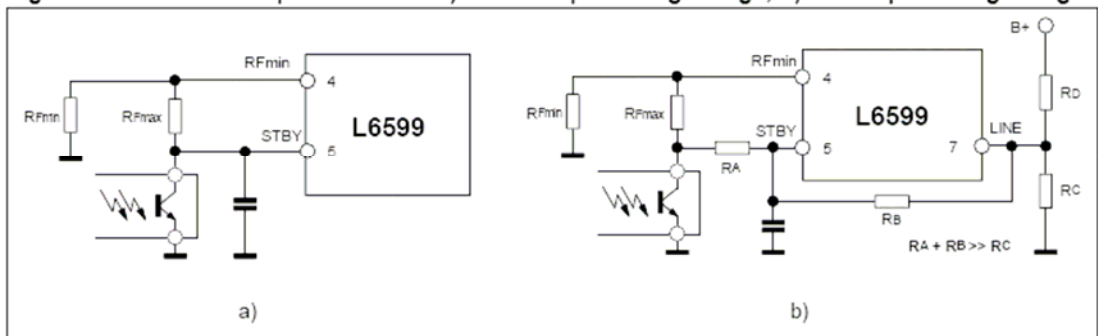 RFmin
4
RFmin
RFmax
L6599
STBY
5
a)
B+
RFmin
4
RD
RFmin
RFmax
L6599
STBY
LINE
5
7
RA
RC
RB
RA + RB >> RC
b)